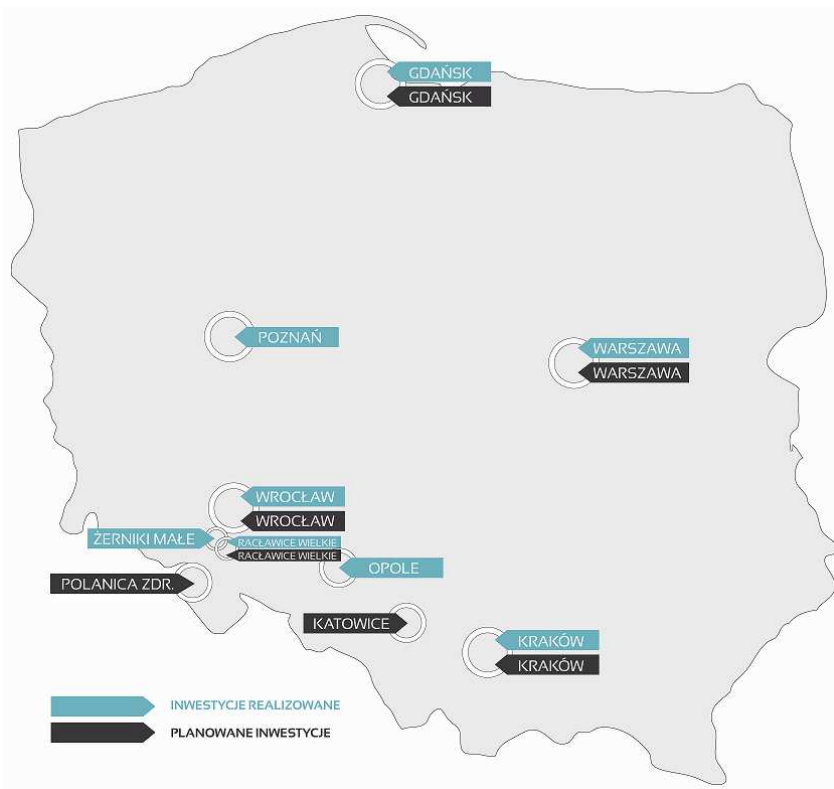 GDAŃSK
GDAŃSK
POZNAŃ
WARSZAWA
WARSZAWA
WROCŁAW
WROCŁAW
ŻERNIKI MAŁE
RACŁAWICE WIELKIE
RACŁAWICE WIELKIE
OPOLE
POLANICA ZDR.
KATOWICE
KRAKÓW
KRAKÓW
INWESTYCJE REALIZOWANE
PLANOWANE INWESTYCJE